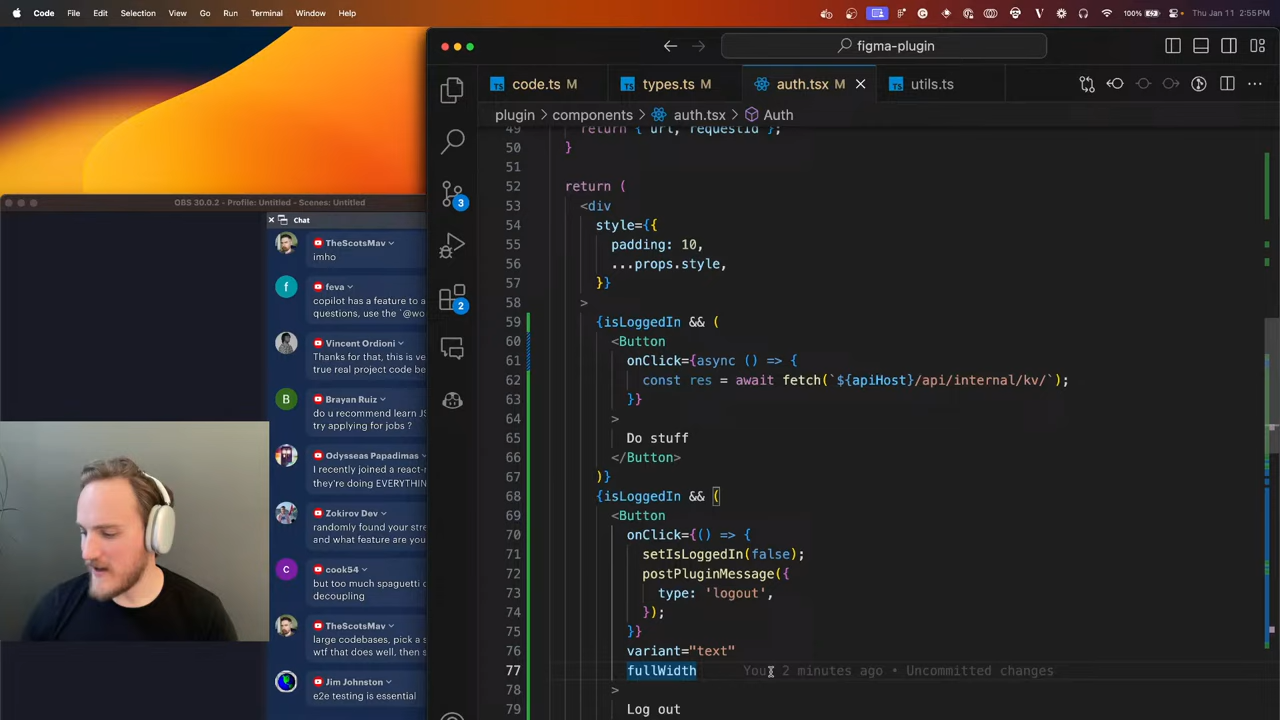 Code File Edit Selection View Go Run Terminal Window Help
100% Thu Jan 11 2:55PM
figma-plugin
code.ts M
types.ts M
auth.tsx M
utils.ts
plugin > components > auth.tsx > Auth
49 return { url, requestId };
50 }
51
52 return (
53 <div
54 style={{
55 padding: 10,
56 ...props.style,
57 }}
58 >
59 {isLoggedIn && (
60 <Button
61 onClick={async () => {
62 const res = await fetch(`${apiHost}/api/internal/kv/`);
63 }}
64 >
65 Do stuff
66 </Button>
67 )}
68 {isLoggedIn && (
69 <Button
70 onClick={() => {
71 setIsLoggedIn(false);
72 postPluginMessage({
73 type: 'logout',
74 });
75 }}
76 variant="text"
77 fullWidth You, 2 minutes ago • Uncommitted changes
78 >
79 Log out
3
2
OBS 30.0.2 - Profile: Untitled - Scenes: Untitled
Chat
TheScotsMav
imho
feva
copilot has a feature to a
questions, use the `@wo
Vincent Ordioni
Thanks for that, this is ve
true real project code be
Brayan Ruiz
do u recommend learn JS
try applying for jobs ?
Odysseas Papadimas
I recently joined a react-
they're doing EVERYTHIN
Zokirov Dev
randomly found your stre
and what feature are you
cook54
but too much spaghetti c
decoupling
TheScotsMav
large codebases, pick a s
wtf that does well, then s
Jim Johnston
e2e testing is essential